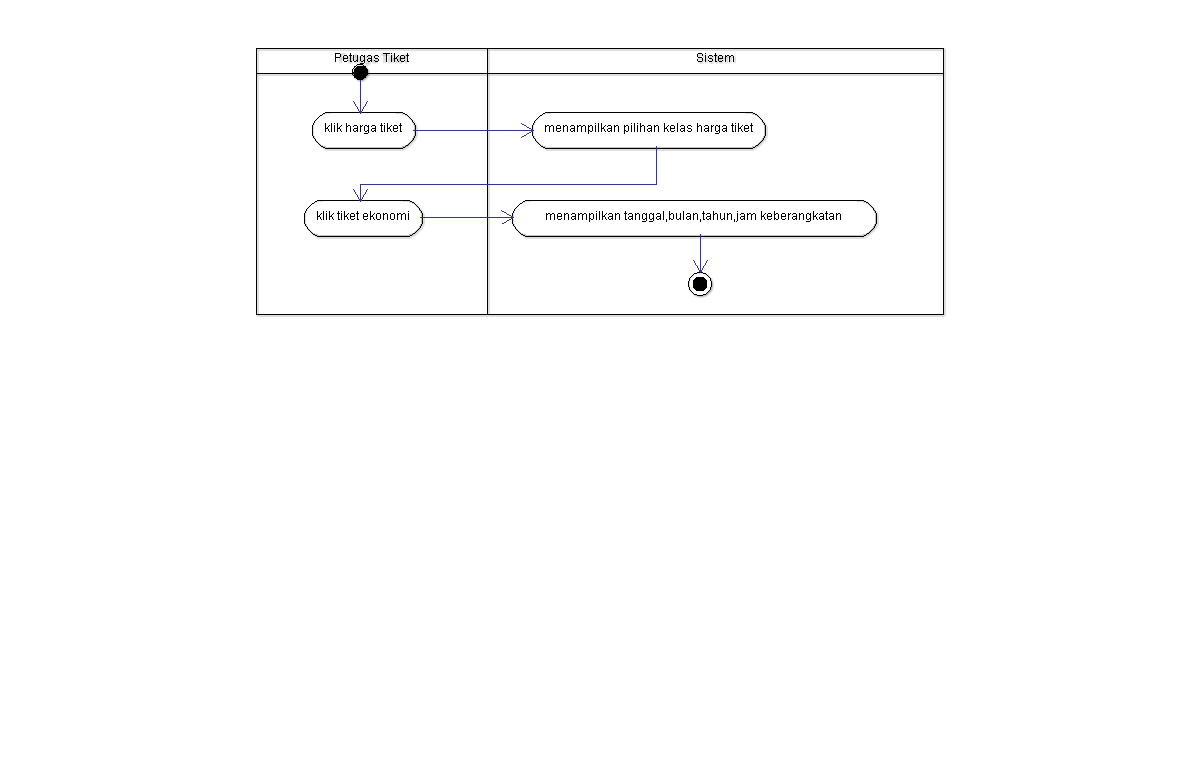 Petugas Tiket
Sistem
klik harga tiket
menampilkan pilihan kelas harga tiket
klik tiket ekonomi
menampilkan tanggal,bulan,tahun,jam keberangkatan